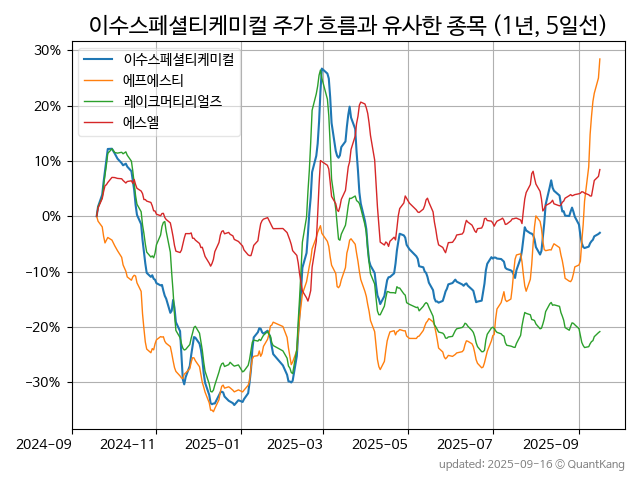 이수스페셜티케미컬 주가 흐름과 유사한 종목 (1년, 5일선)
이수스페셜티케미컬
에프에스티
레이크머티리얼즈
에스엘
30%
20%
10%
0%
−10%
−20%
−30%
2024-09
2024-11
2025-01
2025-03
2025-05
2025-07
2025-09
updated: 2025-09-16 © QuantKang